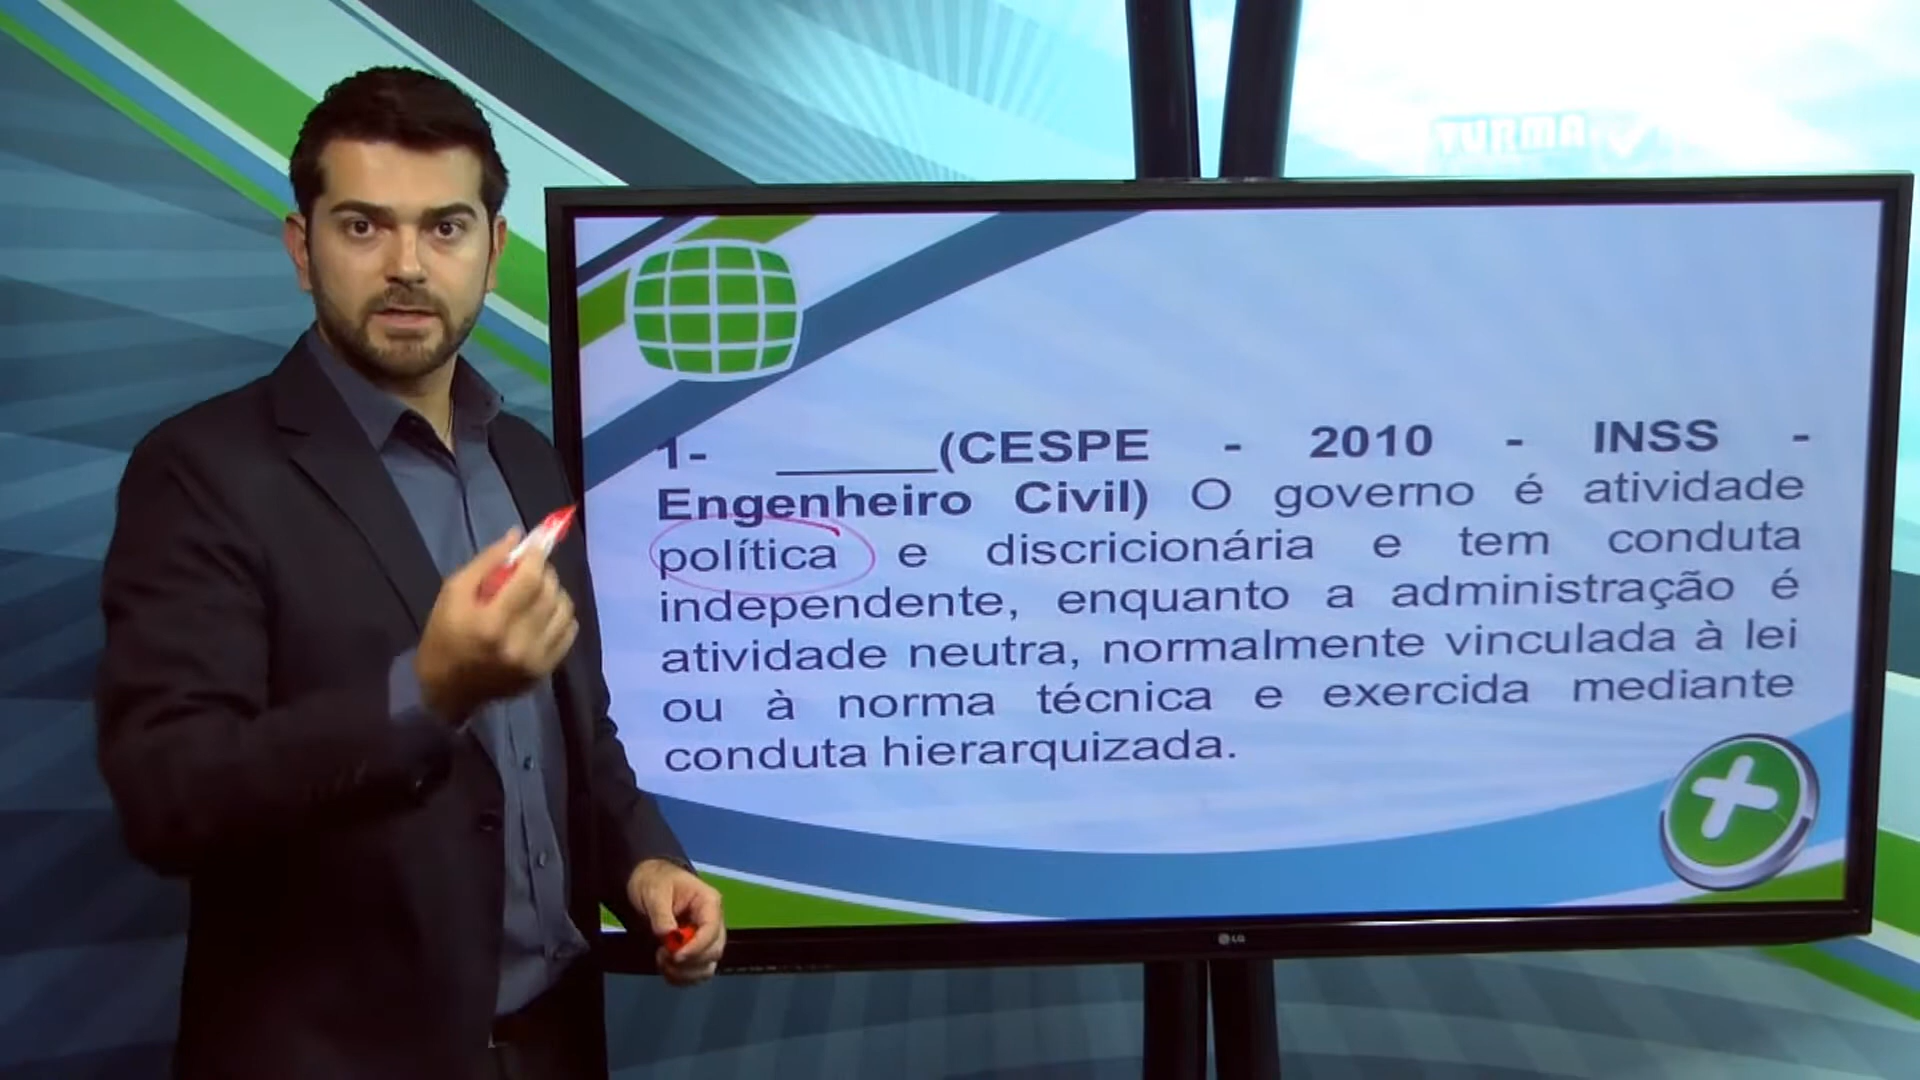 TURMA
1- ______(CESPE - 2010 - INSS -
Engenheiro Civil) O governo é atividade
política e discricionária e tem conduta
independente, enquanto a administração é
atividade neutra, normalmente vinculada à lei
ou à norma técnica e exercida mediante
conduta hierarquizada.
LG